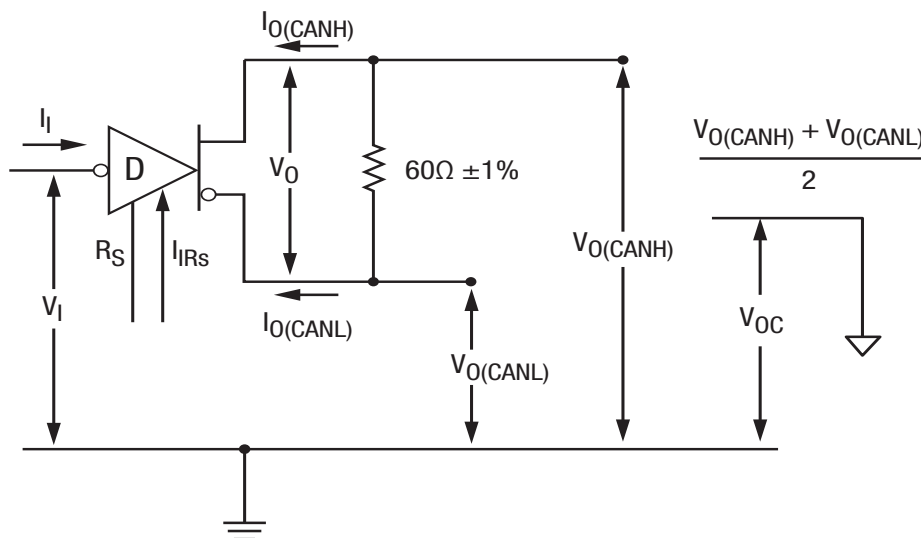 I_O(CANH)
I_I
D
V_O
60Ω ±1%
V_O(CANH) + V_O(CANL)
2
R_S
I_IRs
V_I
I_O(CANL)
V_O(CANL)
V_O(CANH)
V_OC